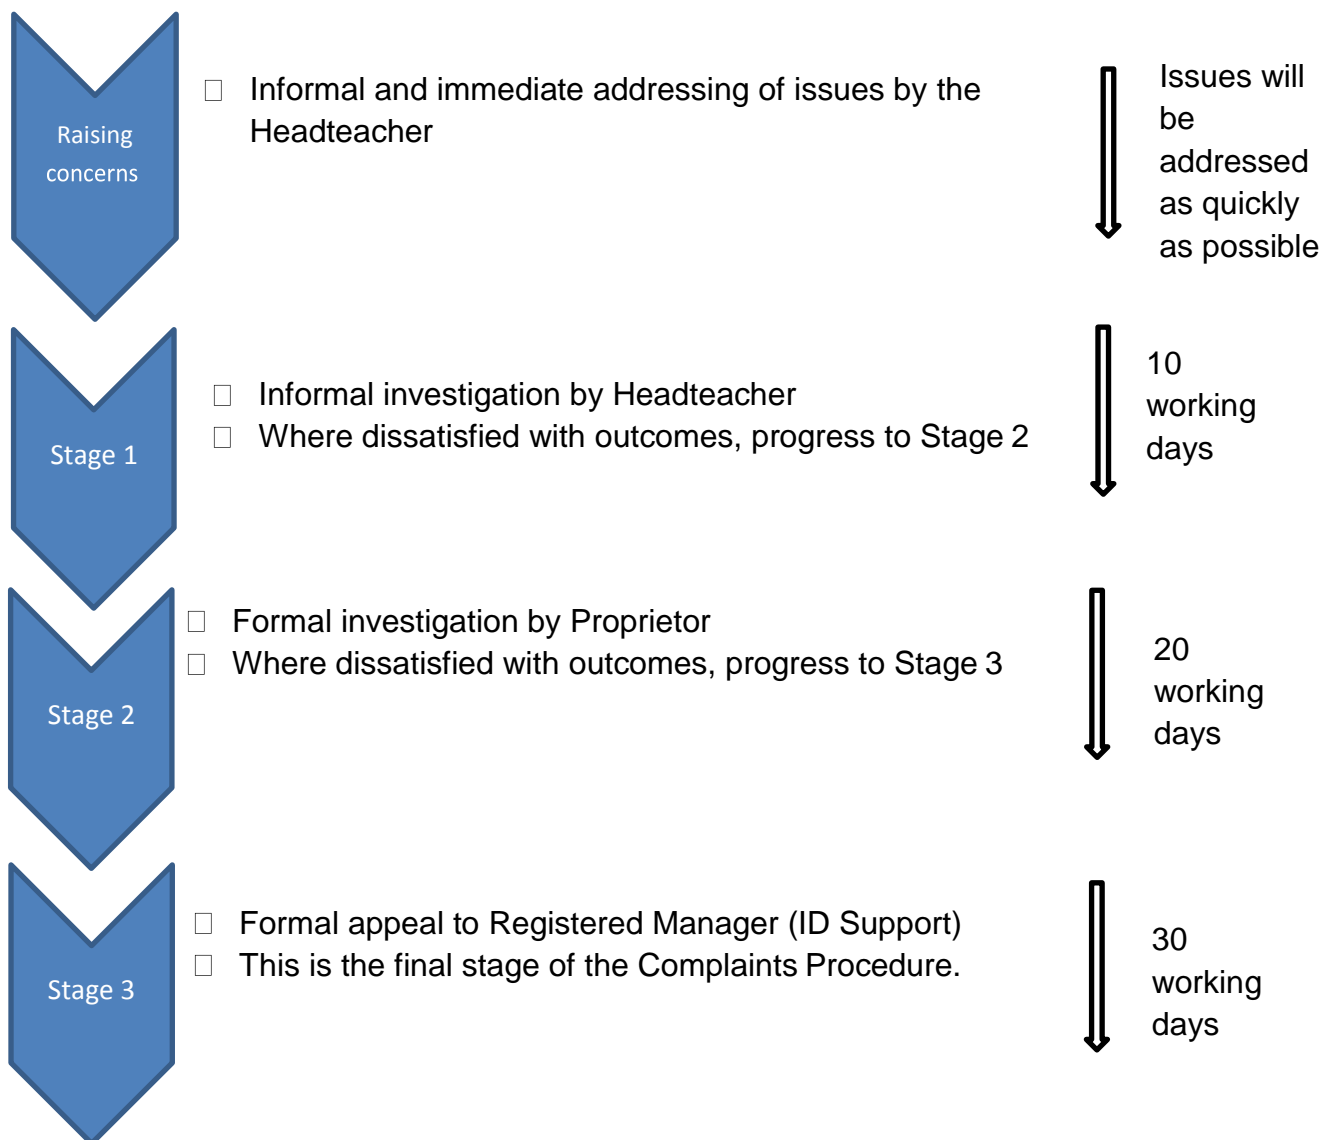 Raising
concerns
□ Informal and immediate addressing of issues by the
Headteacher
Issues will
be
addressed
as quickly
as possible
Stage 1
□ Informal investigation by Headteacher
□ Where dissatisfied with outcomes, progress to Stage 2
10
working
days
Stage 2
□ Formal investigation by Proprietor
□ Where dissatisfied with outcomes, progress to Stage 3
20
working
days
Stage 3
□ Formal appeal to Registered Manager (ID Support)
□ This is the final stage of the Complaints Procedure.
30
working
days